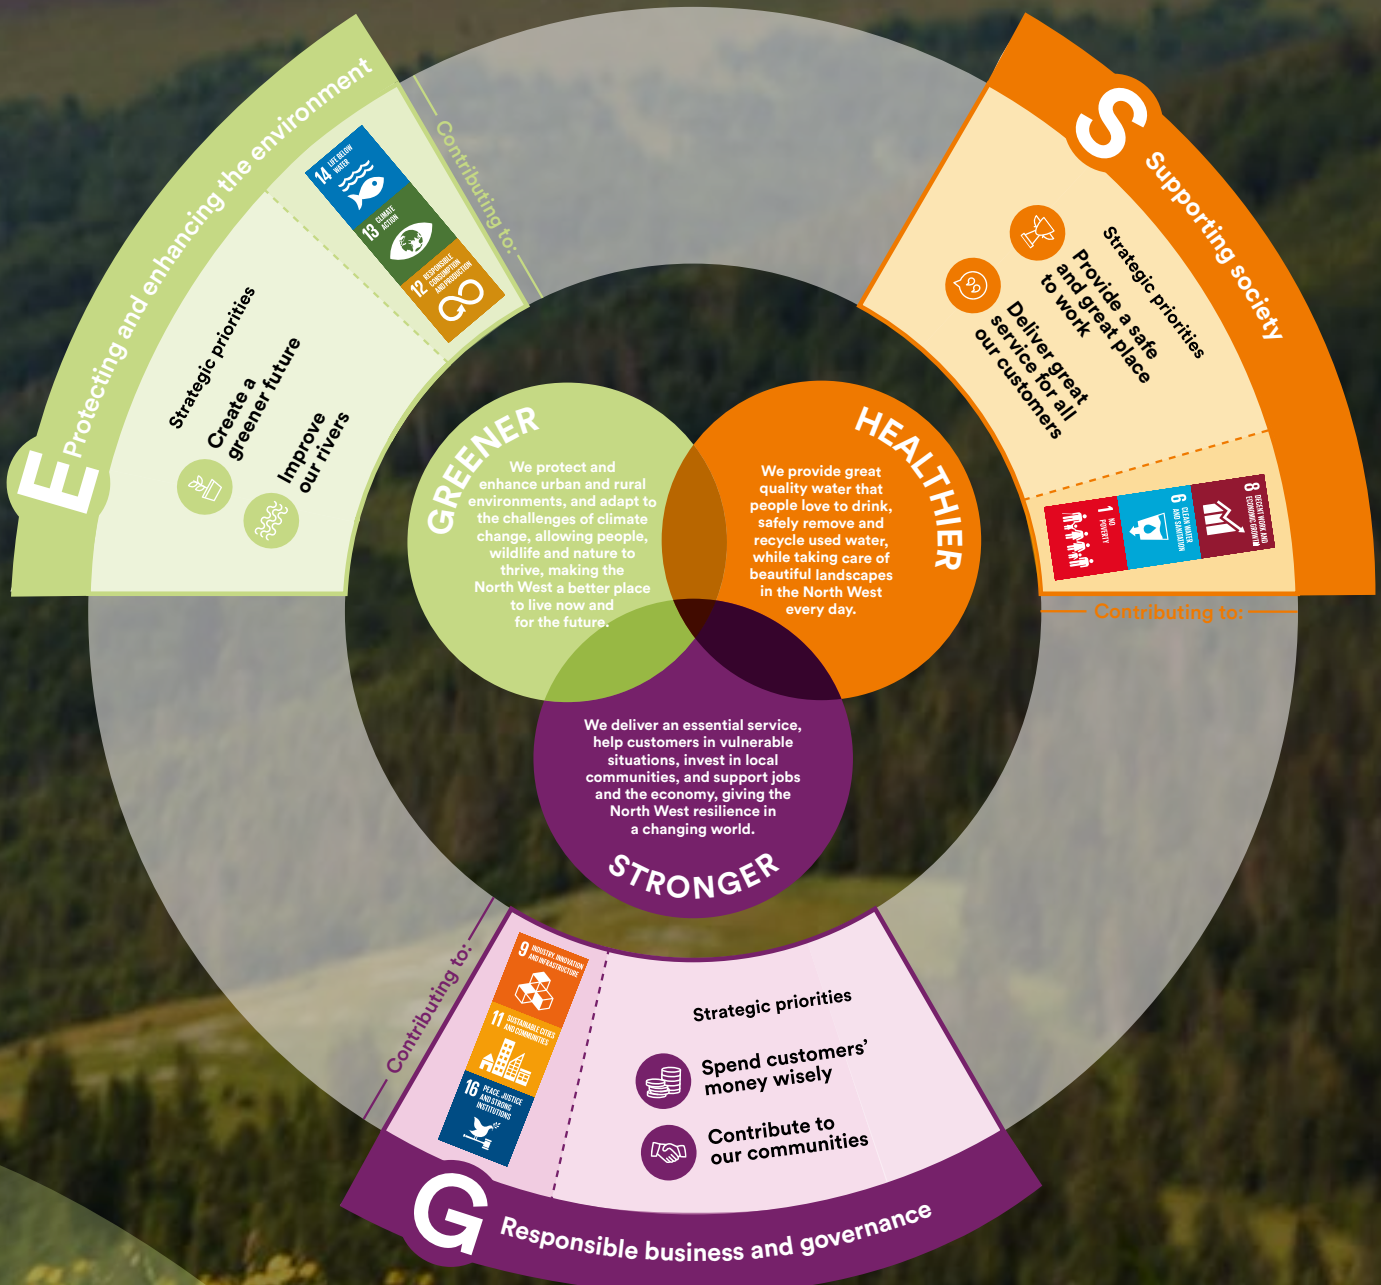 E
Protecting and enhancing the environment
Strategic priorities
Create a
greener future
Improve
our rivers
Contributing to:
14 LIFE BELOW
WATER
13 CLIMATE
ACTION
12 RESPONSIBLE
CONSUMPTION
AND PRODUCTION
S
Supporting society
Strategic priorities
Provide a safe
and great place
to work
Deliver great
service for all
our customers
8 DECENT WORK AND
ECONOMIC GROWTH
6 CLEAN WATER
AND SANITATION
1 NO
POVERTY
Contributing to:
GREENER
We protect and
enhance urban and rural
environments, and adapt to
the challenges of climate
change, allowing people,
wildlife and nature to
thrive, making the
North West a better place
to live now and
for the future.
HEALTHIER
We provide great
quality water that
people love to drink,
safely remove and
recycle used water,
while taking care of
beautiful landscapes
in the North West
every day.
We deliver an essential service,
help customers in vulnerable
situations, invest in local
communities, and support jobs
and the economy, giving the
North West resilience in
a changing world.
STRONGER
Contributing to:
9 INDUSTRY, INNOVATION
AND INFRASTRUCTURE
11 SUSTAINABLE CITIES
AND COMMUNITIES
16 PEACE, JUSTICE
AND STRONG
INSTITUTIONS
Strategic priorities
Spend customers’
money wisely
Contribute to
our communities
G
Responsible business and governance